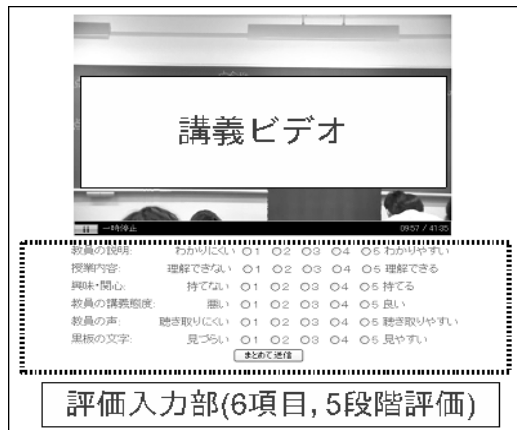 講義ビデオ
一時停止 09:57 / 41:35
教員の説明: わかりにくい ○1 ○2 ○3 ○4 ○5 わかりやすい
授業内容: 理解できない ○1 ○2 ○3 ○4 ○5 理解できる
興味・関心: 持てない ○1 ○2 ○3 ○4 ○5 持てる
教員の講義態度: 悪い ○1 ○2 ○3 ○4 ○5 良い
教員の声: 聴き取りにくい ○1 ○2 ○3 ○4 ○5 聴き取りやすい
黒板の文字: 見づらい ○1 ○2 ○3 ○4 ○5 見やすい
まとめて送信
評価入力部(6項目, 5段階評価)